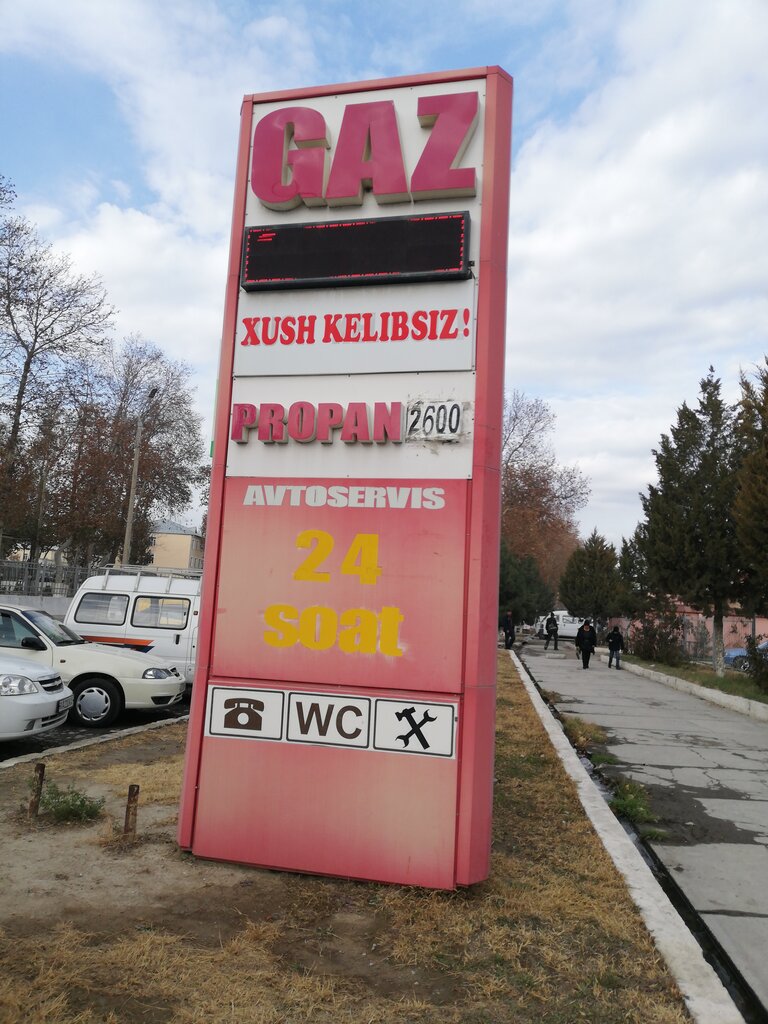 GAZ
XUSH KELIBSIZ!
PROPAN 2600
AVTOSERVIS
24
soat
WC